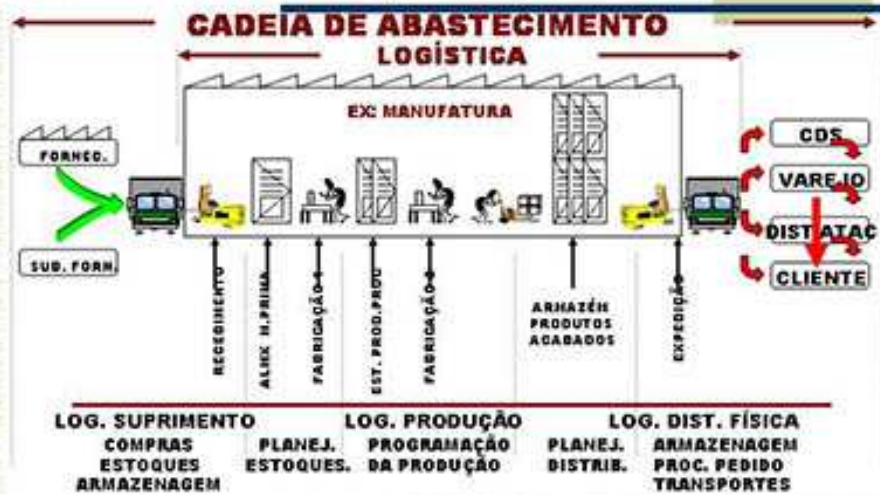 CADEIA DE ABASTECIMENTO
LOGÍSTICA
EX: MANUFATURA
FORNEC.
SUB. FORN.
CDS
VAREJO
DIST ATAC
CLIENTE
RECEBIMENTO
ALMX M.PRIMA
FABRICAÇÃO 1
EST. PROD.PROC
FABRICAÇÃO 2
ARMAZÉM
PRODUTOS
ACABADOS
EXPEDIÇÃO
LOG. SUPRIMENTO
LOG. PRODUÇÃO
LOG. DIST. FÍSICA
COMPRAS
ESTOQUES
ARMAZENAGEM
PLANEJ.
ESTOQUES.
PROGRAMAÇÃO
DA PRODUÇÃO
PLANEJ.
DISTRIB.
ARMAZENAGEM
PROC. PEDIDO
TRANSPORTES